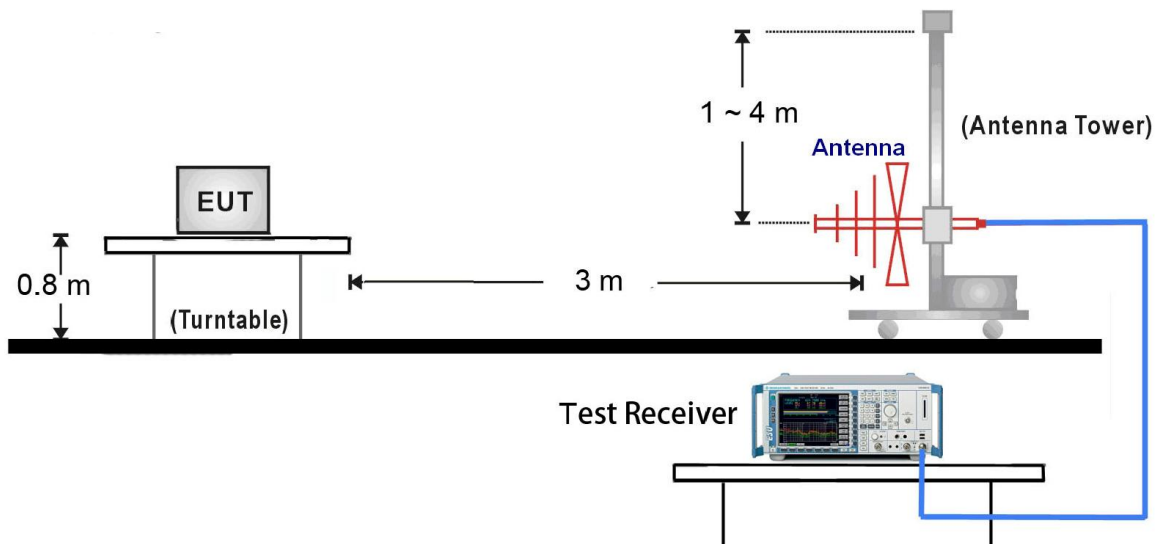 1 ~ 4 m
(Antenna Tower)
Antenna
EUT
0.8 m
3 m
(Turntable)
Test Receiver